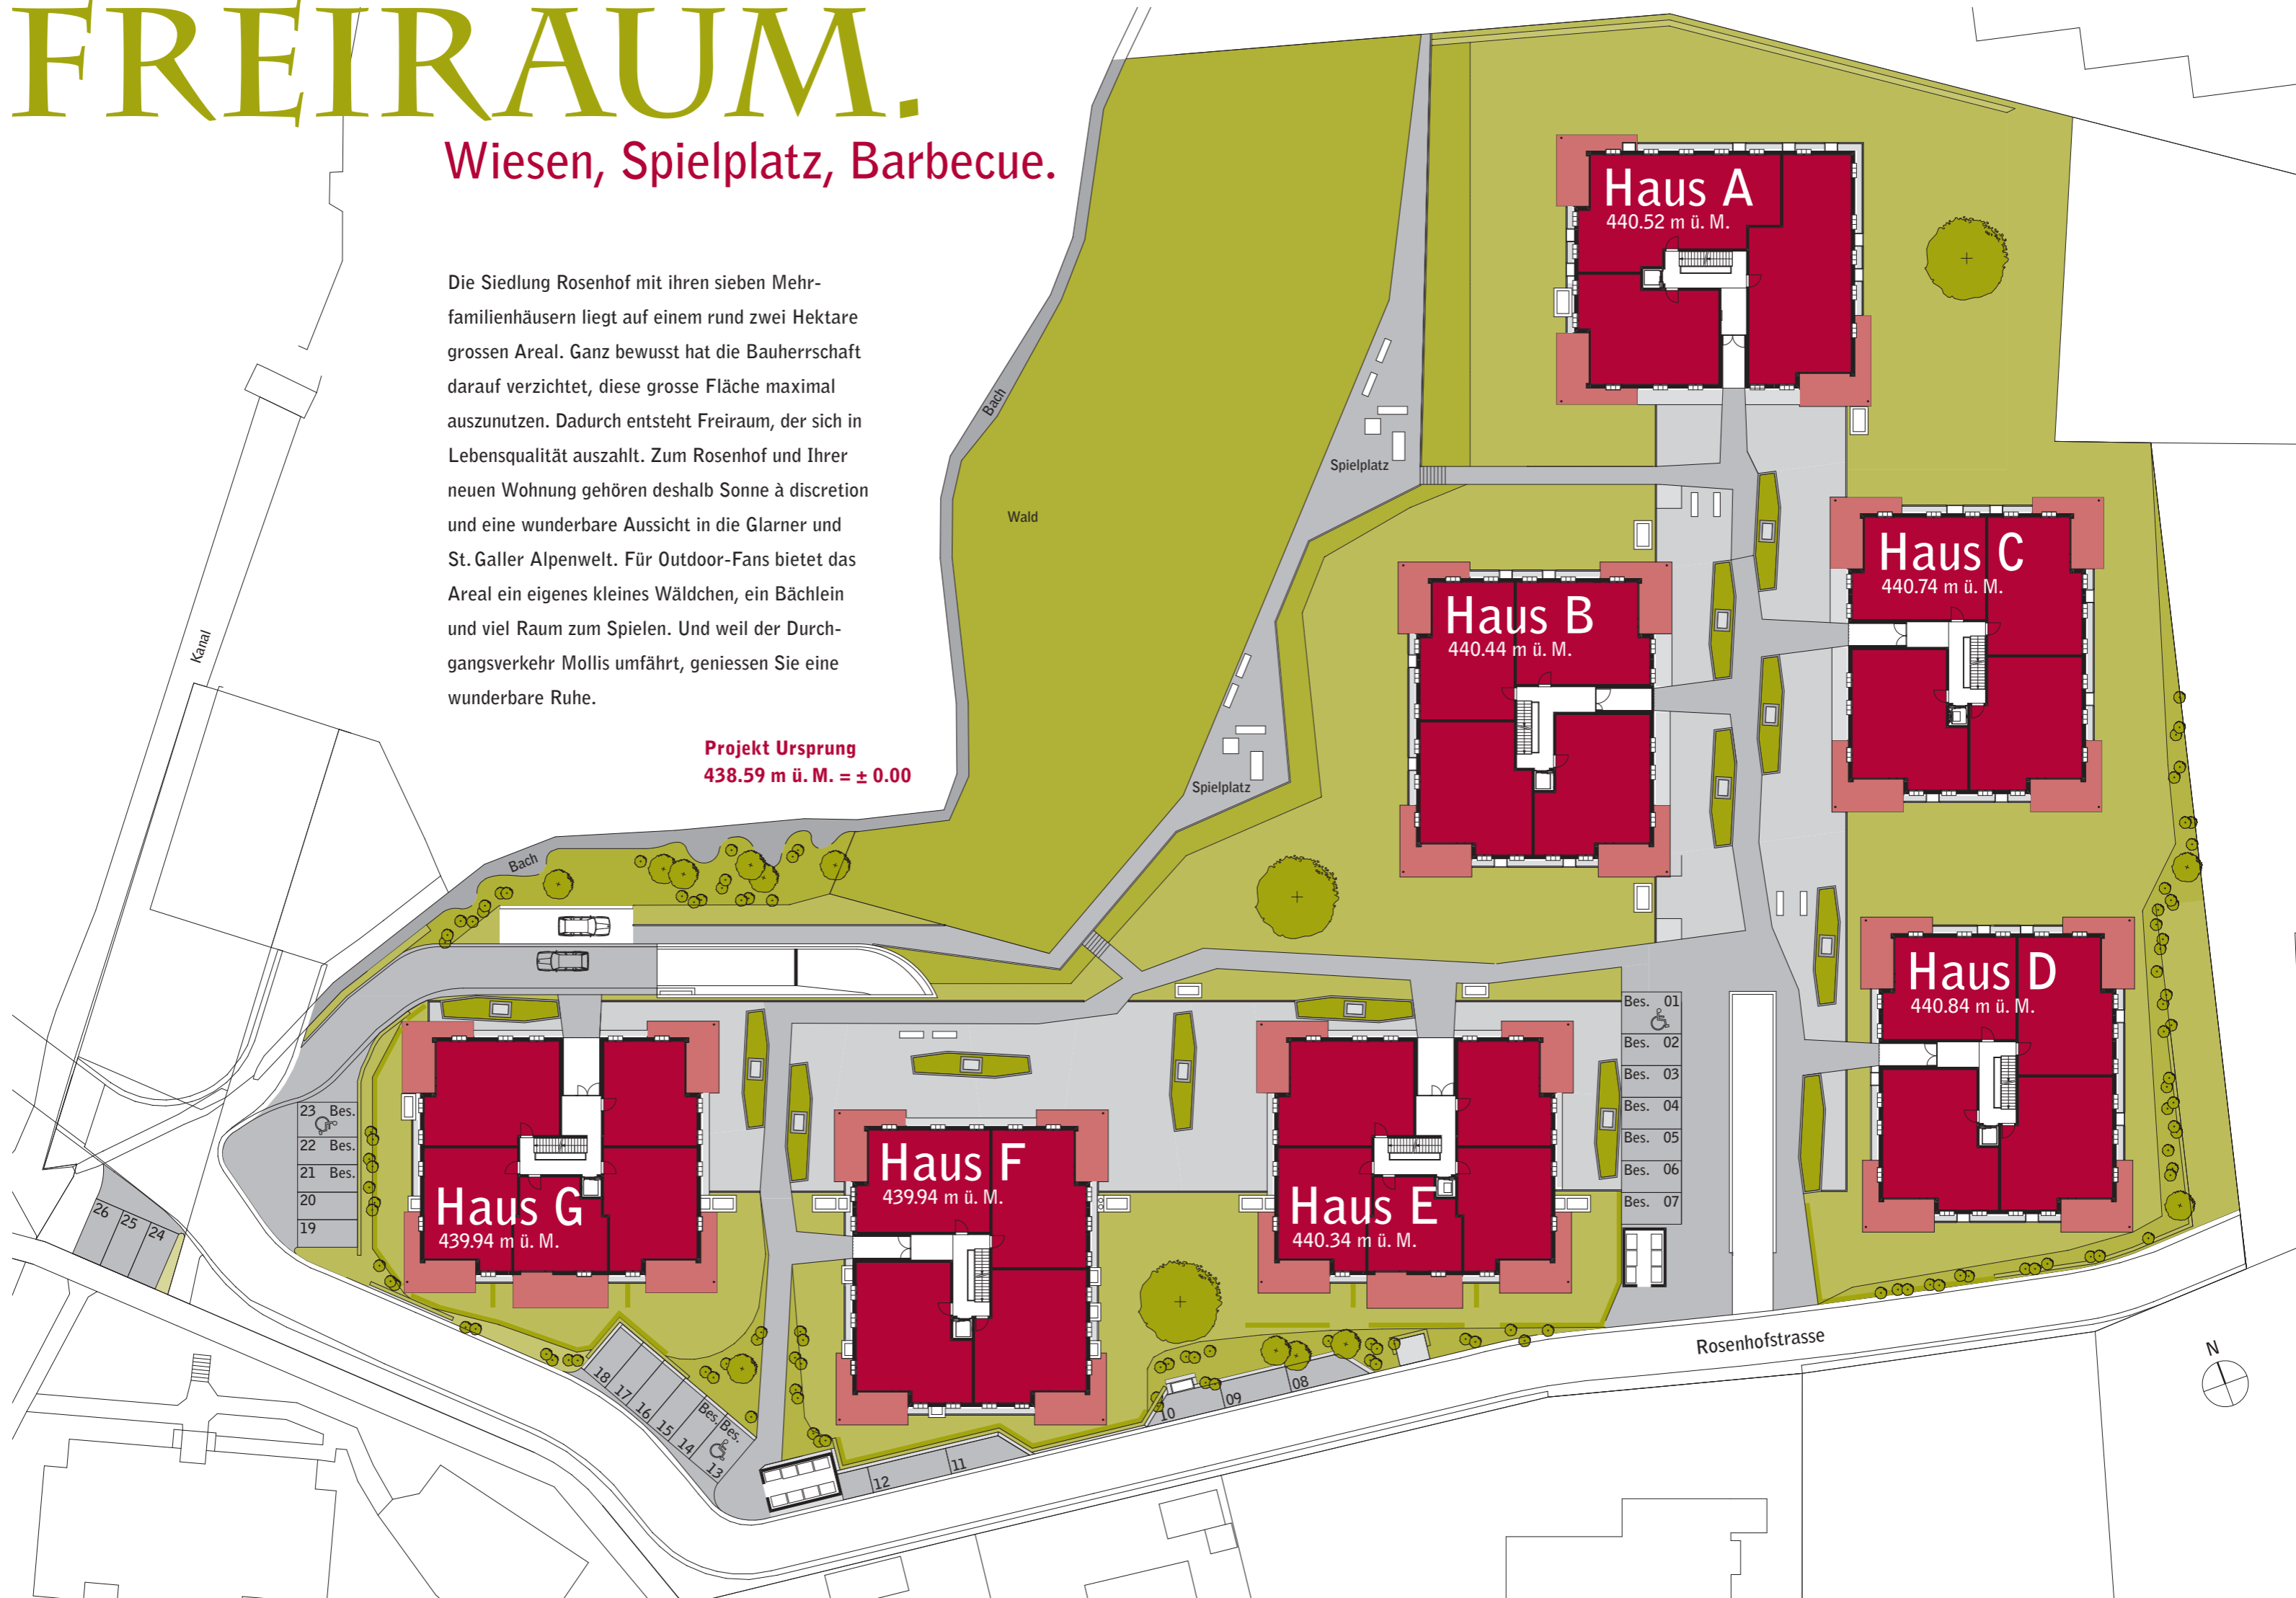 FREIRAUM.
Wiesen, Spielplatz, Barbecue.
Die Siedlung Rosenhof mit ihren sieben Mehr-
familienhäusern liegt auf einem rund zwei Hektare
grossen Areal. Ganz bewusst hat die Bauherrschaft
darauf verzichtet, diese grosse Fläche maximal
auszunutzen. Dadurch entsteht Freiraum, der sich in
Lebensqualität auszahlt. Zum Rosenhof und Ihrer
neuen Wohnung gehören deshalb Sonne à discretion
und eine wunderbare Aussicht in die Glarner und
St. Galler Alpenwelt. Für Outdoor-Fans bietet das
Areal ein eigenes kleines Wäldchen, ein Bächlein
und viel Raum zum Spielen. Und weil der Durch-
gangsverkehr Mollis umfährt, geniessen Sie eine
wunderbare Ruhe.
Projekt Ursprung
438.59 m ü. M. = ± 0.00
Kanal
Bach
Bach
Wald
Spielplatz
Spielplatz
Haus A
440.52 m ü. M.
Haus B
440.44 m ü. M.
Haus C
440.74 m ü. M.
Haus D
440.84 m ü. M.
Haus E
440.34 m ü. M.
Haus F
439.94 m ü. M.
Haus G
439.94 m ü. M.
Bes. 01
Bes. 02
Bes. 03
Bes. 04
Bes. 05
Bes. 06
Bes. 07
23 Bes.
22 Bes.
21 Bes.
20
19
26
25
24
18
17
16
15
14
Bes.
Bes.
13
12
11
10
09
08
Rosenhofstrasse
N